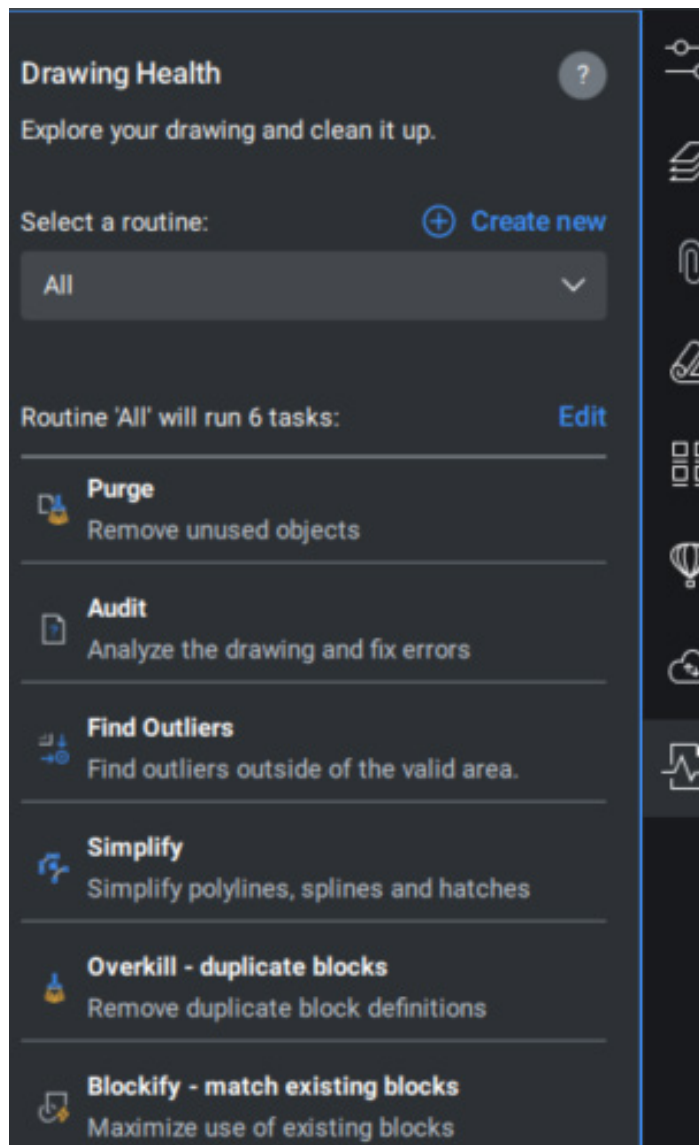 Drawing Health
?
Explore your drawing and clean it up.
Select a routine:
Create new
All
Routine 'All' will run 6 tasks:
Edit
Purge
Remove unused objects
Audit
Analyze the drawing and fix errors
Find Outliers
Find outliers outside of the valid area.
Simplify
Simplify polylines, splines and hatches
Overkill - duplicate blocks
Remove duplicate block definitions
Blockify - match existing blocks
Maximize use of existing blocks